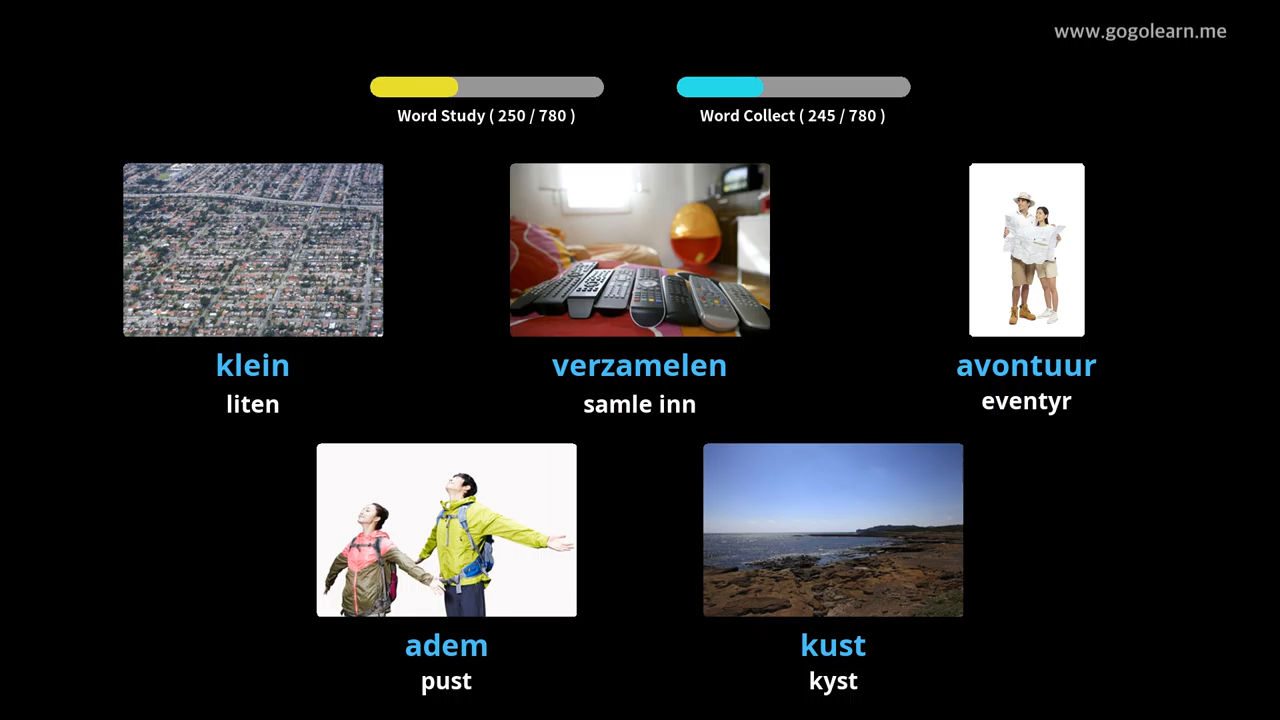 www.gogolearn.me
Word Study ( 250 / 780 )
Word Collect ( 245 / 780 )
klein
liten
verzamelen
samle inn
avontuur
eventyr
adem
pust
kust
kyst